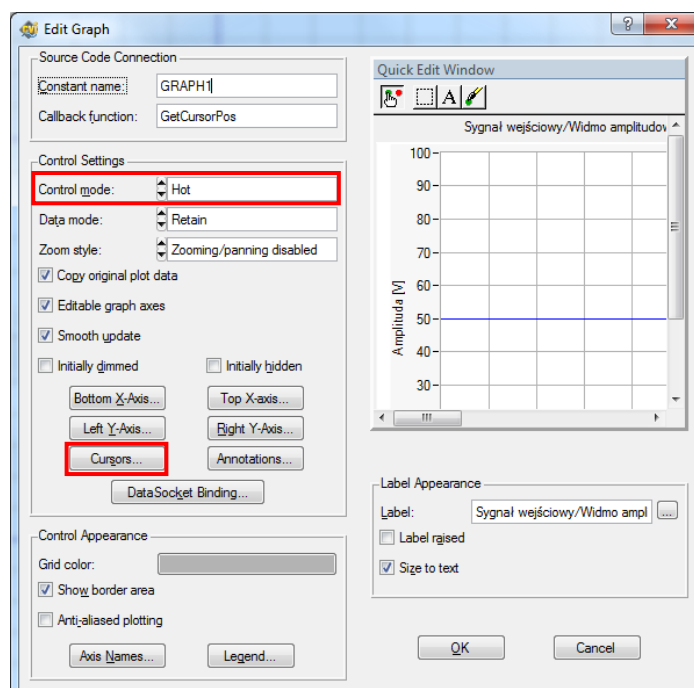 Edit Graph
Source Code Connection
Constant name: GRAPH1
Callback function: GetCursorPos
Control Settings
Control mode: Hot
Data mode: Retain
Zoom style: Zooming/panning disabled
Copy original plot data
Editable graph axes
Smooth update
Initially dimmed Initially hidden
Bottom X-Axis... Top X-axis...
Left Y-Axis... Right Y-Axis...
Cursors... Annotations...
DataSocket Binding...
Control Appearance
Grid color:
Show border area
Anti-aliased plotting
Axis Names... Legend...
Quick Edit Window
A
Sygnał wejściowy/Widmo amplitudow
100
90
80
70
60
50
40
30
Amplituda [V]
Label Appearance
Label: Sygnał wejściowy/Widmo ampl ...
Label raised
Size to text
OK Cancel